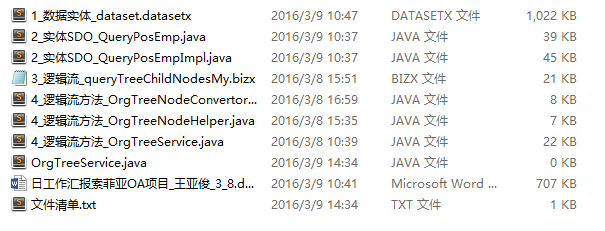 1_数据实体_dataset.datasetx 2016/3/9 10:47 DATASETX 文件 1,022 KB
2_实体SDO_QueryPosEmp.java 2016/3/9 10:37 JAVA 文件 39 KB
2_实体SDO_QueryPosEmpImpl.java 2016/3/9 10:37 JAVA 文件 45 KB
3_逻辑流_queryTreeChildNodesMy.bizx 2016/3/8 15:51 BIZX 文件 21 KB
4_逻辑流方法_OrgTreeNodeConvertor... 2016/3/8 16:59 JAVA 文件 8 KB
4_逻辑流方法_OrgTreeNodeHelper.java 2016/3/8 15:35 JAVA 文件 7 KB
4_逻辑流方法_OrgTreeService.java 2016/3/8 10:39 JAVA 文件 22 KB
OrgTreeService.java 2016/3/9 14:34 JAVA 文件 0 KB
日工作汇报索菲亚OA项目_王亚俊_3_8.d... 2016/3/9 10:41 Microsoft Word ... 707 KB
文件清单.txt 2016/3/9 14:34 TXT 文件 1 KB